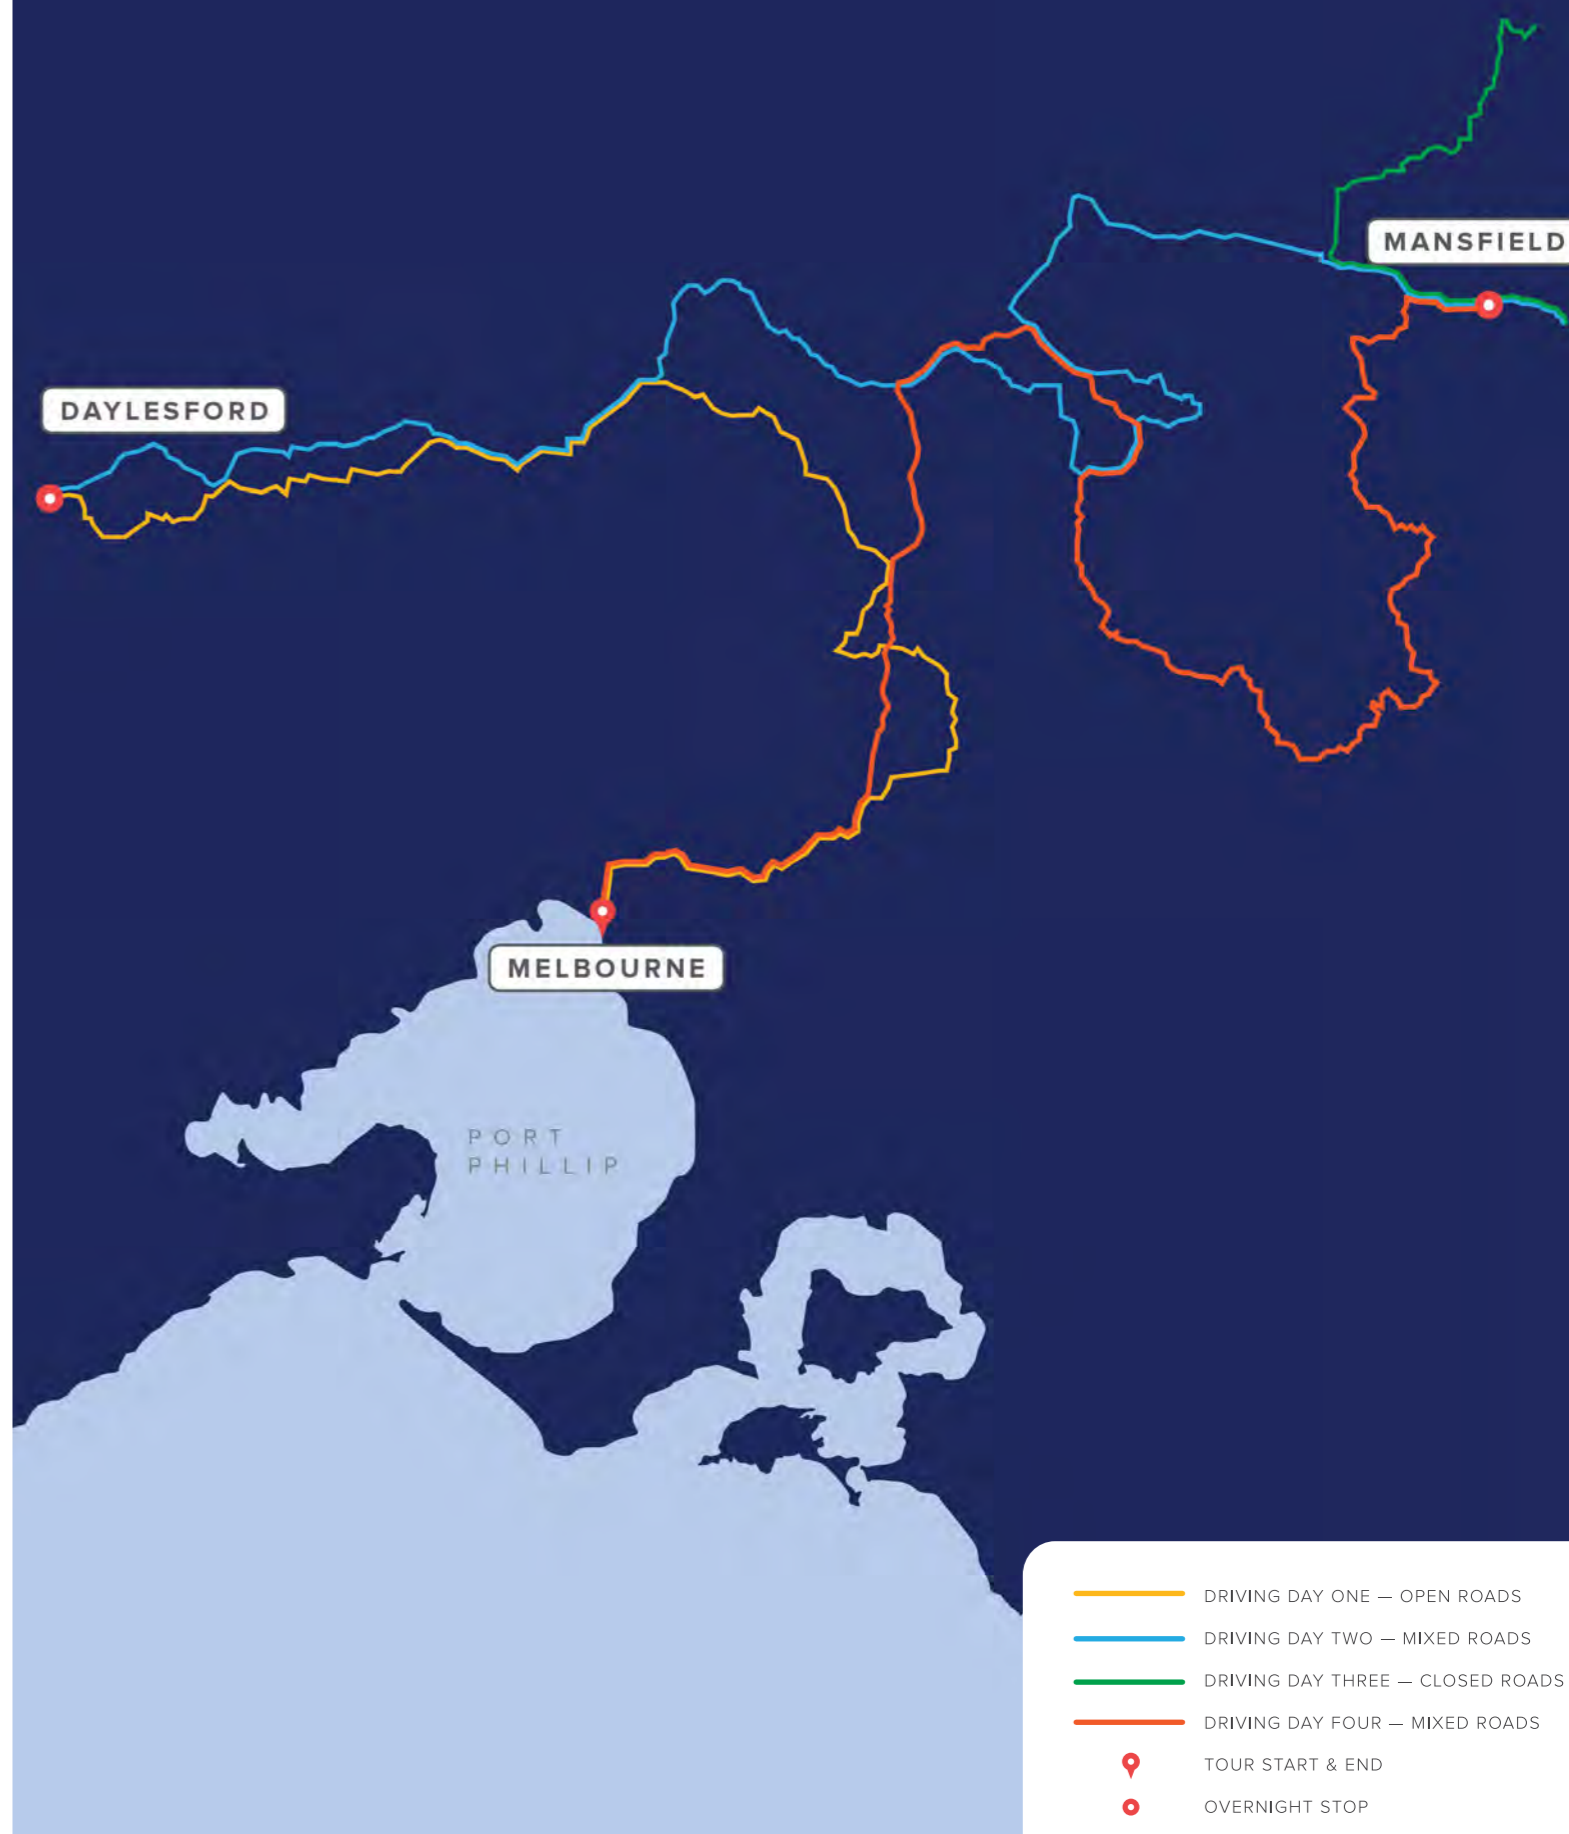 MANSFIELD
DAYLESFORD
MELBOURNE
PORT
PHILLIP
DRIVING DAY ONE — OPEN ROADS
DRIVING DAY TWO — MIXED ROADS
DRIVING DAY THREE — CLOSED ROADS
DRIVING DAY FOUR — MIXED ROADS
TOUR START & END
OVERNIGHT STOP